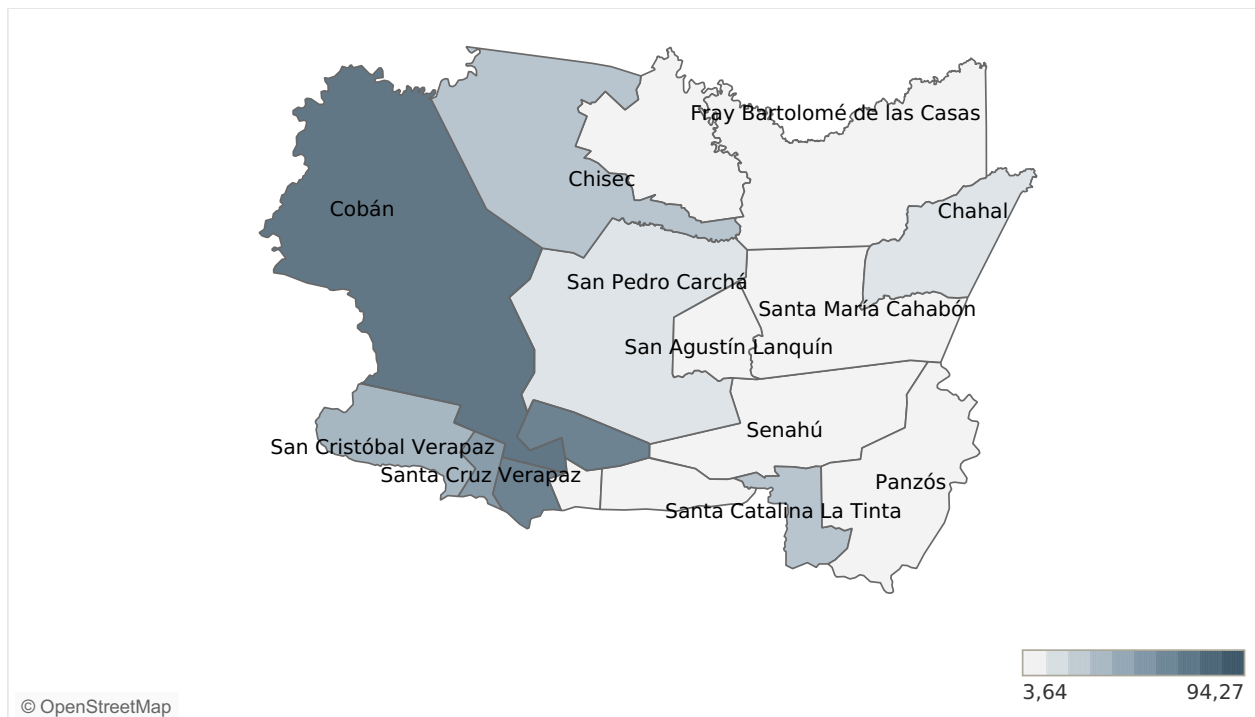 Fray Bartolomé de las Casas
Chisec
Cobán
Chahal
San Pedro Carchá
Santa María Cahabón
San Agustín Lanquín
Senahú
San Cristóbal Verapaz
Santa Cruz Verapaz
Panzós
Santa Catalina La Tinta
3,64
94,27
© OpenStreetMap